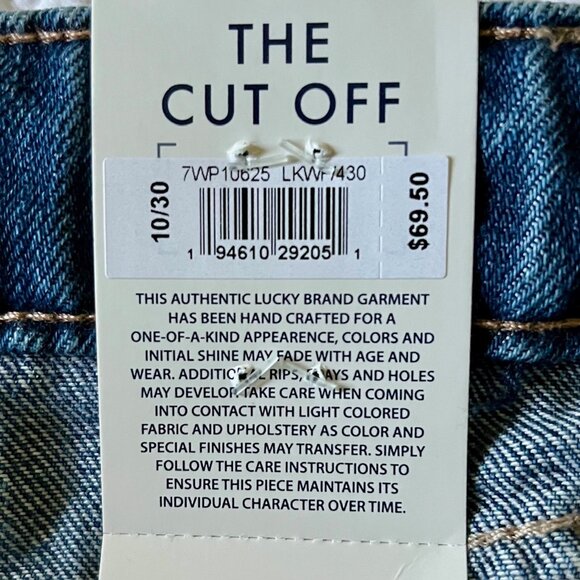 THE
CUT OFF
7WP10625 LKWF/430
10/30
$69.50
1 94610 29205 1
THIS AUTHENTIC LUCKY BRAND GARMENT
HAS BEEN HAND CRAFTED FOR A
ONE-OF-A-KIND APPEARENCE, COLORS AND
INITIAL SHINE MAY FADE WITH AGE AND
WEAR. RIPS, AND HOLES
MAY DEVELOP. TAKE CARE WHEN COMING
INTO CONTACT WITH LIGHT COLORED
FABRIC AND UPHOLSTERY AS COLOR AND
SPECIAL FINISHES MAY TRANSFER. SIMPLY
FOLLOW THE CARE INSTRUCTIONS TO
ENSURE THIS PIECE MAINTAINS ITS
INDIVIDUAL CHARACTER OVER TIME.